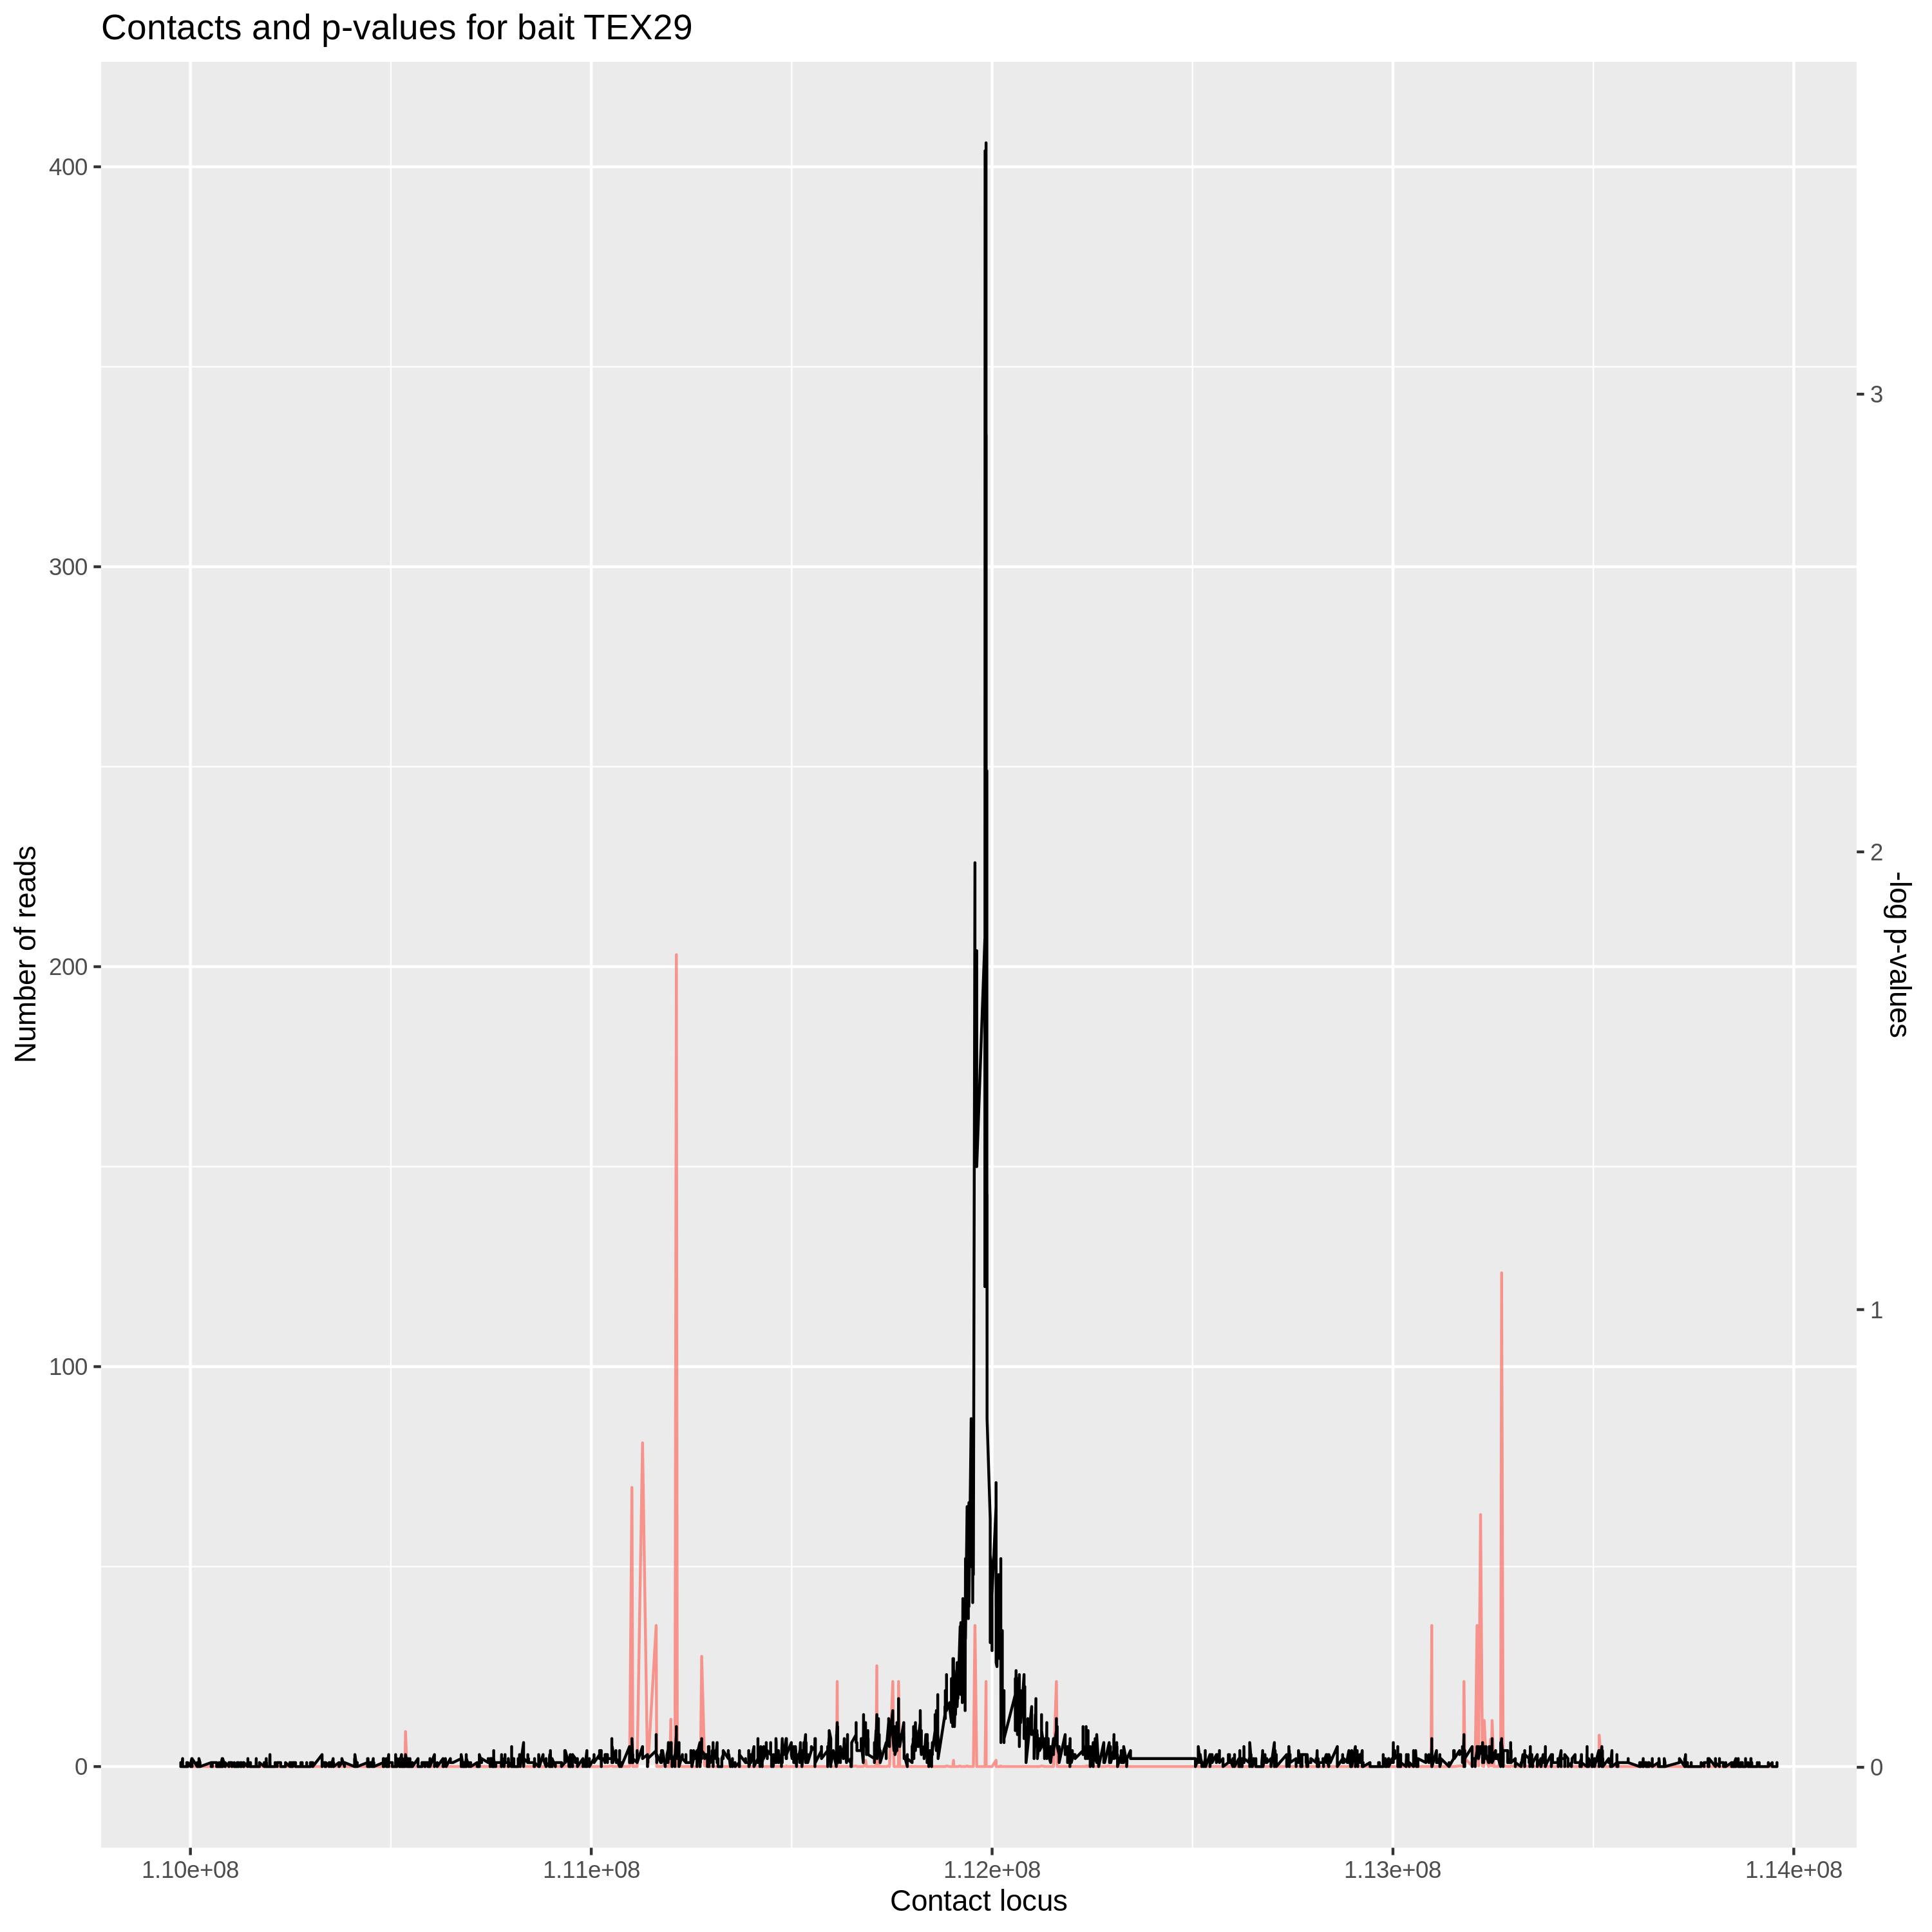 Contacts and p-values for bait TEX29
Number of reads
400
300
200
100
0
3
2
1
0
-log p-values
1.10e+08
1.11e+08
1.12e+08
1.13e+08
1.14e+08
Contact locus